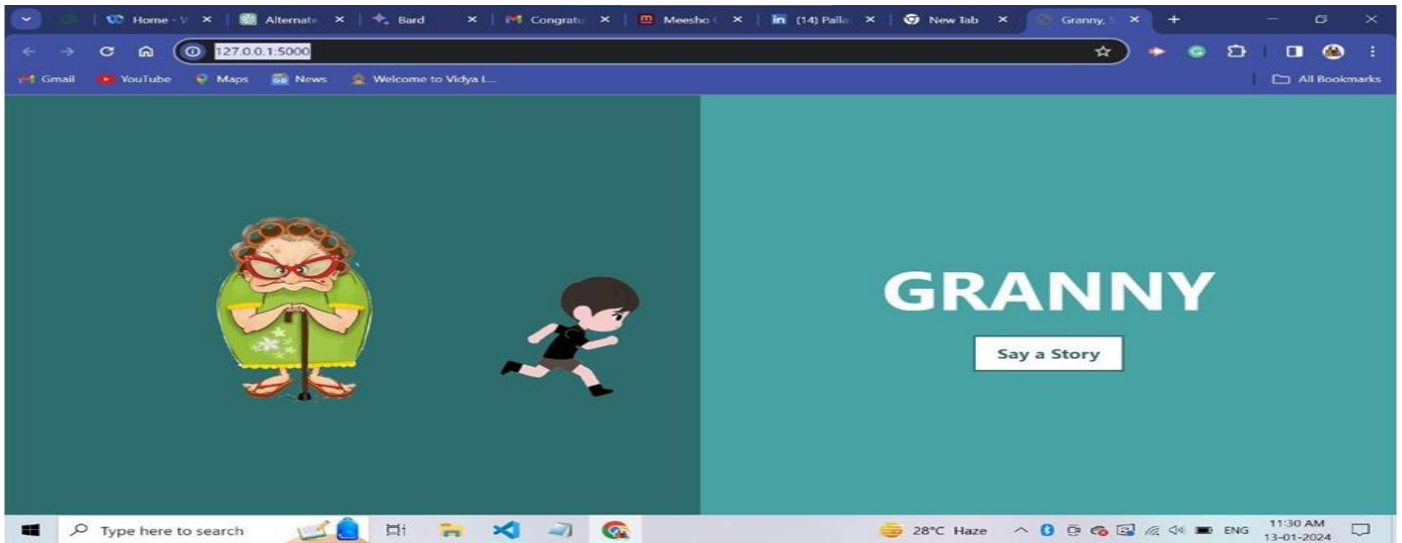 Home - V Alternate Bard Congratu Meesho ( (14) Palla New Tab Granny, S
127.0.0.1:5000
Gmail YouTube Maps News Welcome to Vidya L... All Bookmarks
GRANNY
Say a Story
Type here to search 28°C Haze ENG 11:30 AM
13-01-2024